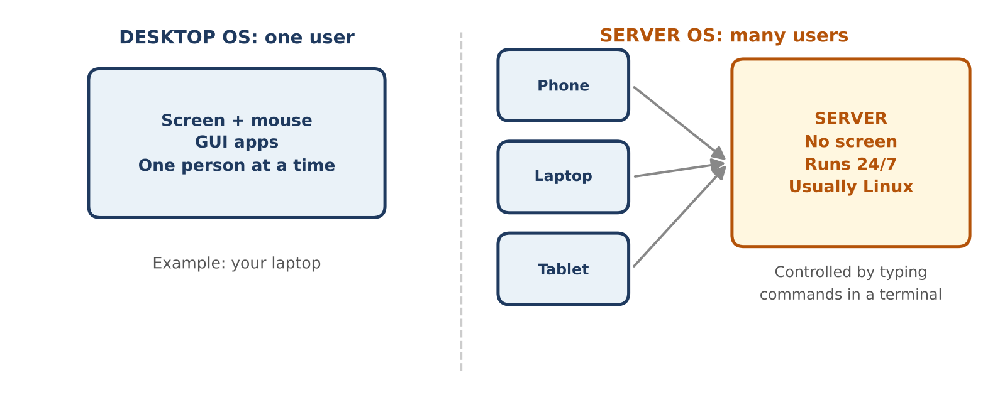 DESKTOP OS: one user
Screen + mouse
GUI apps
One person at a time
Example: your laptop
SERVER OS: many users
Phone
Laptop
Tablet
SERVER
No screen
Runs 24/7
Usually Linux
Controlled by typing
commands in a terminal